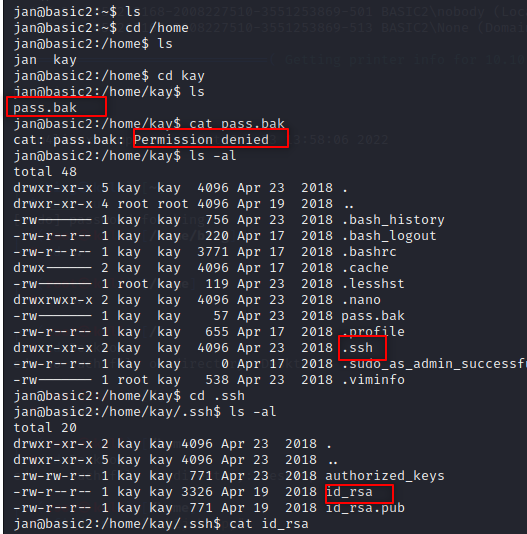 jan@basic2:~$ ls
jan@basic2:~$ cd /home
jan@basic2:/home$ ls
jan  kay
jan@basic2:/home$ cd kay
jan@basic2:/home/kay$ ls
pass.bak
jan@basic2:/home/kay$ cat pass.bak
cat: pass.bak: Permission denied
jan@basic2:/home/kay$ ls -al
total 48
drwxr-xr-x 5 kay  kay  4096 Apr 23  2018 .
drwxr-xr-x 4 root root 4096 Apr 19  2018 ..
-rw------- 1 kay  kay   756 Apr 23  2018 .bash_history
-rw-r--r-- 1 kay  kay   220 Apr 17  2018 .bash_logout
-rw-r--r-- 1 kay  kay  3771 Apr 17  2018 .bashrc
drwx------ 2 kay  kay  4096 Apr 17  2018 .cache
-rw------- 1 root kay   119 Apr 23  2018 .lesshst
drwxrwxr-x 2 kay  kay  4096 Apr 23  2018 .nano
-rw------- 1 kay  kay    57 Apr 23  2018 pass.bak
-rw-r--r-- 1 kay  kay   655 Apr 17  2018 .profile
drwxr-xr-x 2 kay  kay  4096 Apr 23  2018 .ssh
-rw-r--r-- 1 kay  kay     0 Apr 17  2018 .sudo_as_admin_successfu
-rw------- 1 root kay   538 Apr 23  2018 .viminfo
jan@basic2:/home/kay$ cd .ssh
jan@basic2:/home/kay/.ssh$ ls -al
total 20
drwxr-xr-x 2 kay kay 4096 Apr 23  2018 .
drwxr-xr-x 5 kay kay 4096 Apr 23  2018 ..
-rw-rw-r-- 1 kay kay  771 Apr 23  2018 authorized_keys
-rw-r--r-- 1 kay kay 3326 Apr 19  2018 id_rsa
-rw-r--r-- 1 kay kay  771 Apr 19  2018 id_rsa.pub
jan@basic2:/home/kay/.ssh$ cat id_rsa